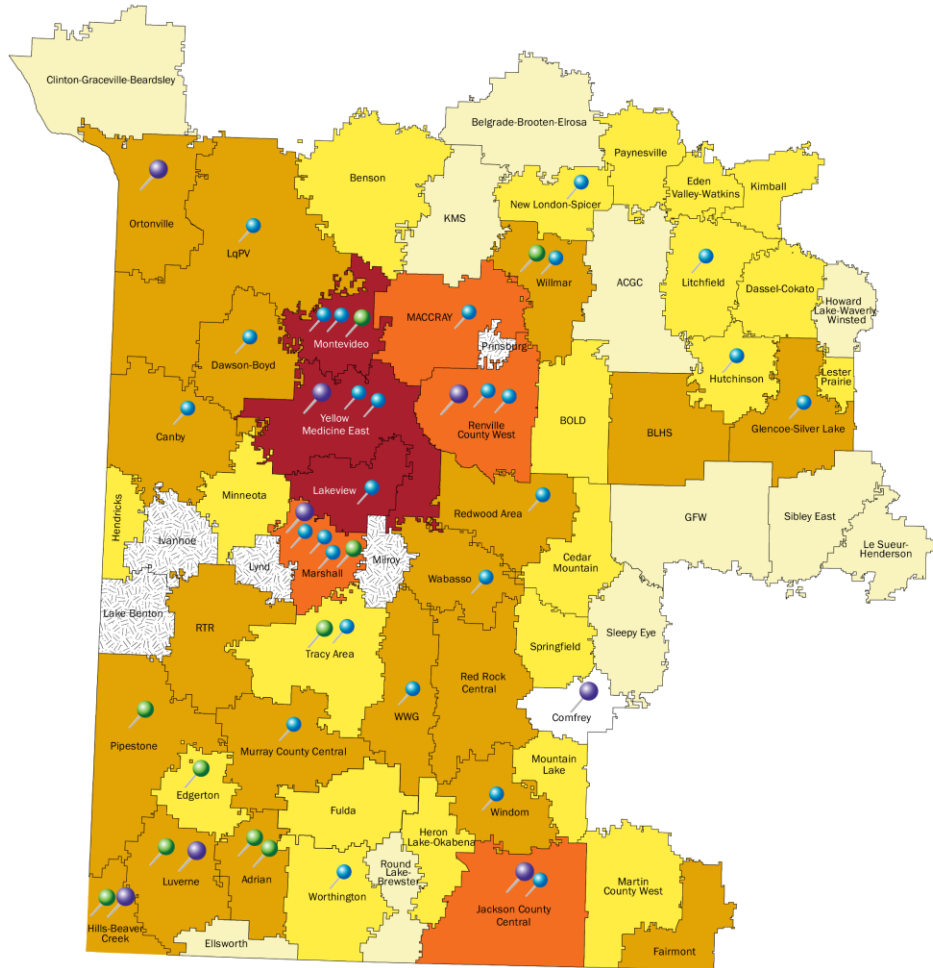 Clinton-Graceville-Beardsley
Belgrade-Brooten-Elrosa
Paynesville
Benson
Eden
Valley-Watkins
Kimball
New London-Spicer
KMS
Ortonville
LqPV
Willmar
ACGC
Litchfield
Dassel-Cokato
Howard
Lake-Waverly-
Winsted
MACCRAY
Montevideo
Prinsburg
Dawson-Boyd
Hutchinson
Lester
Prairie
Yellow
Medicine East
Renville
County West
BOLD
BLHS
Glencoe-Silver Lake
Canby
Lakeview
Minneota
Hendricks
Redwood Area
GFW
Sibley East
Ivanhoe
Le Sueur-
Henderson
Lynd
Marshall
Milroy
Cedar
Mountain
Wabasso
Lake Benton
RTR
Tracy Area
Springfield
Sleepy Eye
Red Rock
Central
Comfrey
WWG
Pipestone
Murray County Central
Mountain
Lake
Edgerton
Fulda
Windom
Heron
Lake-Okabena
Luverne
Adrian
Worthington
Round
Lake-
Brewster
Martin
County West
Jackson County
Central
Hills-Beaver
Creek
Ellsworth
Fairmont